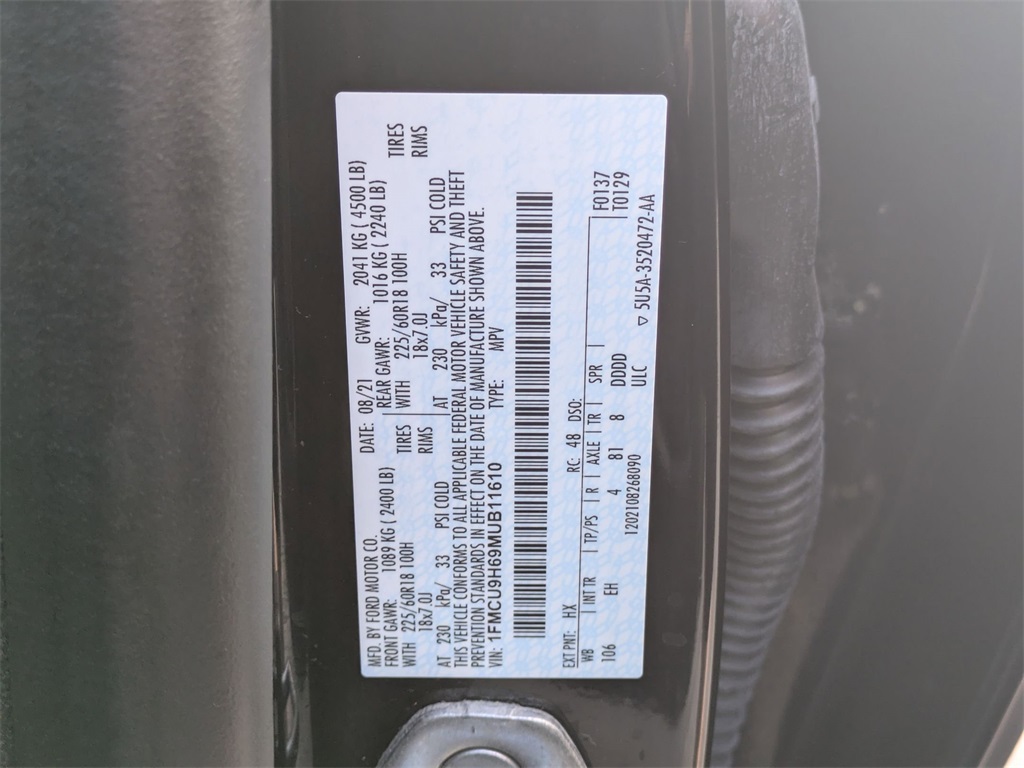 MFD. BY FORD MOTOR CO. DATE: 08/21 GVWR: 2041 KG ( 4500 LB)
FRONT GAWR: 1089 KG ( 2400 LB) REAR GAWR: 1016 KG ( 2240 LB)
WITH 225/60R18 100H TIRES WITH 225/60R18 100H TIRES
18x7.0J RIMS 18x7.0J RIMS
AT 230 kPa/ 33 PSI COLD AT 230 kPa/ 33 PSI COLD
THIS VEHICLE CONFORMS TO ALL APPLICABLE FEDERAL MOTOR VEHICLE SAFETY AND THEFT
PREVENTION STANDARDS IN EFFECT ON THE DATE OF MANUFACTURE SHOWN ABOVE.
VIN: 1FMCU9H69MUB11610 TYPE: MPV
EXT PNT: HX RC: 48 DSO: F0137
WB | INT TR | TP/PS | R | AXLE | TR | SPR | T0129
106 EH 4 81 8 DDDD
120210826809​0 ULC ▽ 5U5A-3520472-AA